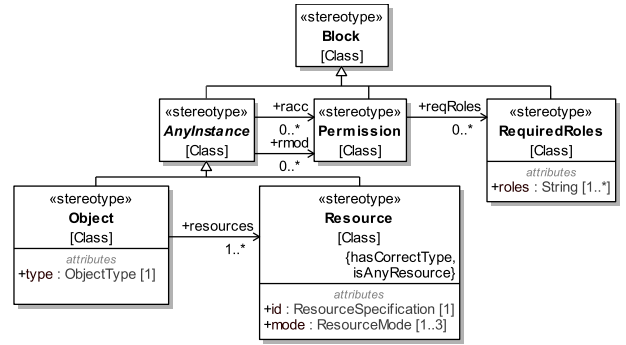 «stereotype»
Block
[Class]
«stereotype»
AnyInstance
[Class]
+racc
0..*
+rmod
0..*
«stereotype»
Permission
[Class]
+reqRoles
0..*
«stereotype»
RequiredRoles
[Class]
attributes
+roles : String [1..*]
«stereotype»
Object
[Class]
attributes
+type : ObjectType [1]
+resources
1..*
«stereotype»
Resource
[Class]
{hasCorrectType,
isAnyResource}
attributes
+id : ResourceSpecification [1]
+mode : ResourceMode [1..3]